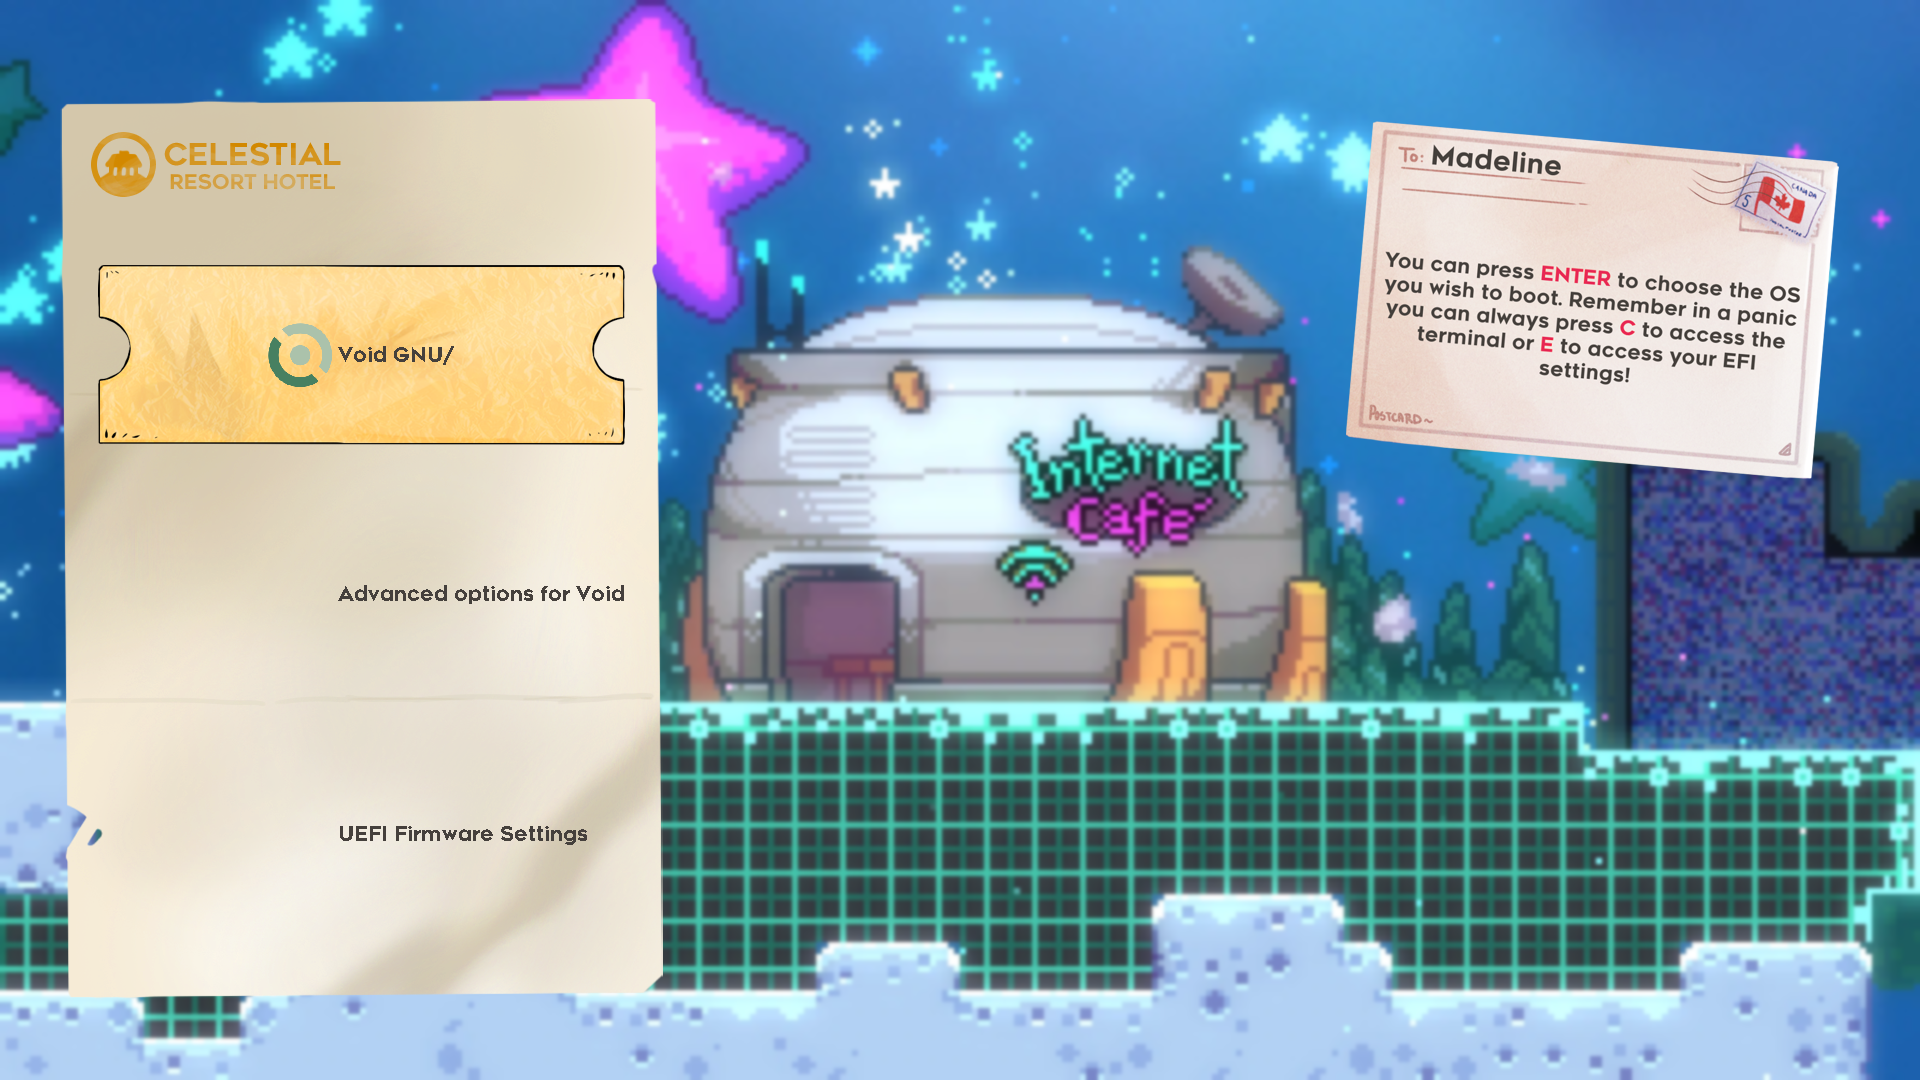 CELESTIAL
RESORT HOTEL
Void GNU/
Advanced options for Void
UEFI Firmware Settings
Internet
Cafe
To: Madeline
CANADA
5
You can press ENTER to choose the OS
you wish to boot. Remember in a panic
you can always press C to access the
terminal or E to access your EFI
settings!
POSTCARD~